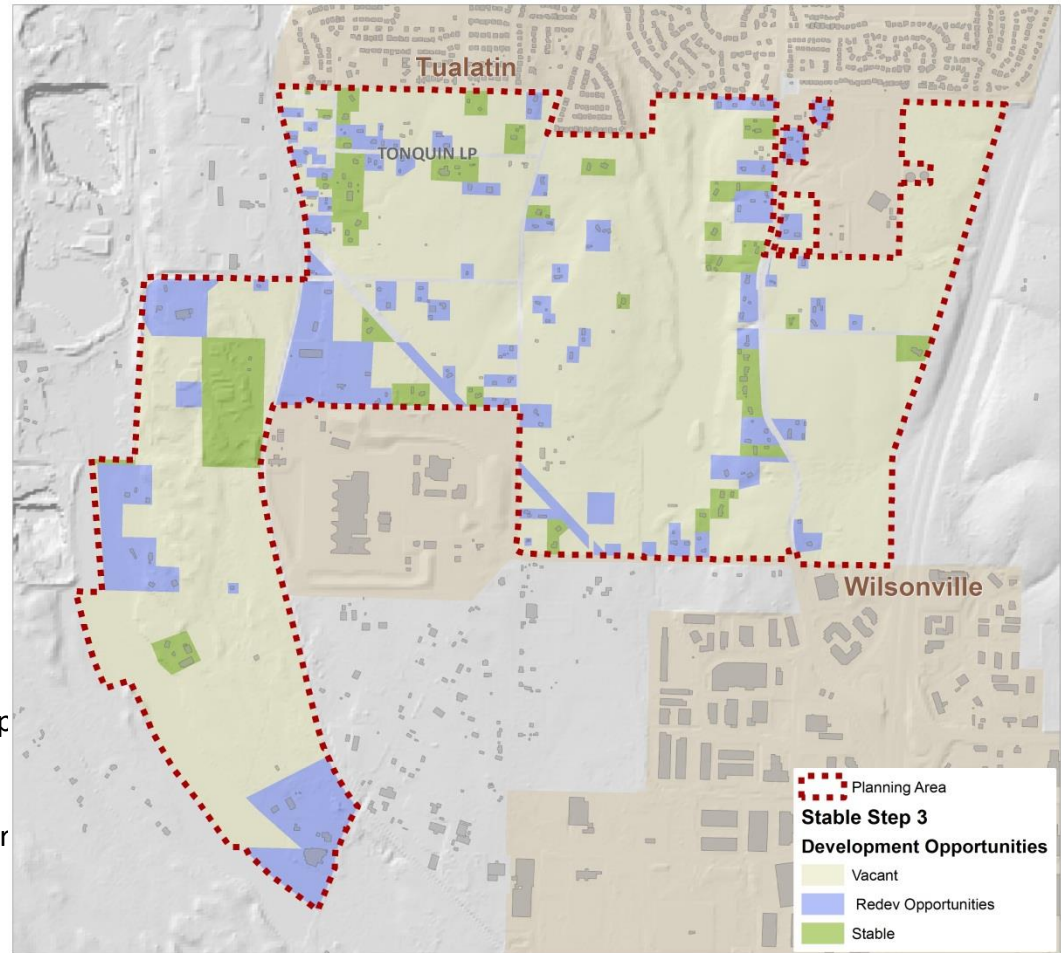 Tualatin
TONQUIN LP
Wilsonville
Planning Area
Stable Step 3
Development Opportunities
Vacant
Redev Opportunities
Stable